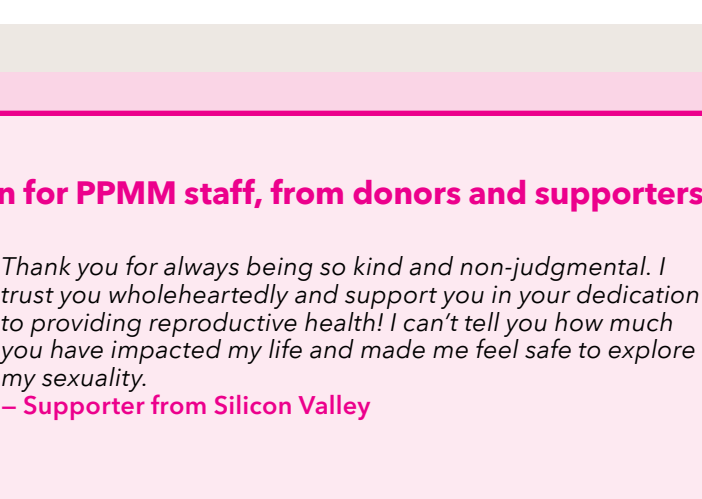 n for PPMM staff, from donors and supporters
Thank you for always being so kind and non-judgmental. I
trust you wholeheartedly and support you in your dedication
to providing reproductive health! I can’t tell you how much
you have impacted my life and made me feel safe to explore
my sexuality.
– Supporter from Silicon Valley